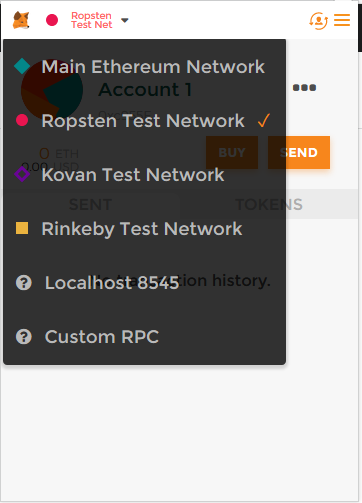 Ropsten
Test Net
Main Ethereum Network
Account 1
Ropsten Test Network
0 ETH
0.00 USD
BUY
SEND
Kovan Test Network
SENT
TOKENS
Rinkeby Test Network
Localhost 8545
No transaction history.
Custom RPC